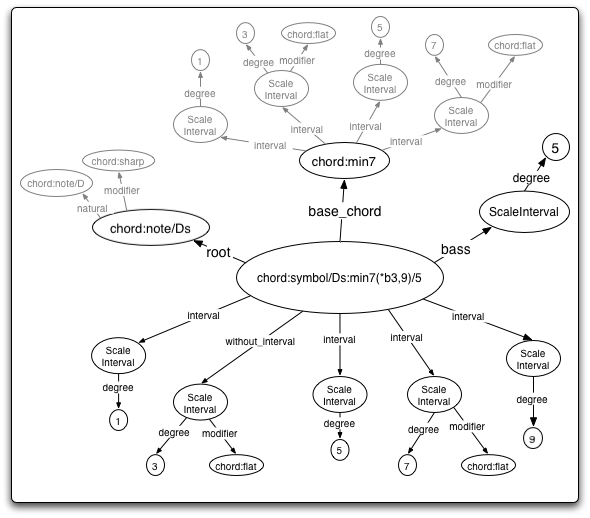 5
3
chord:flat
1
7
chord:flat
degree
modifier
degree
degree
degree
modifier
Scale
Interval
Scale
Interval
Scale
Interval
Scale
Interval
interval
interval
interval
interval
chord:min7
5
degree
ScaleInterval
chord:sharp
chord:note/D
modifier
natural
chord:note/Ds
base_chord
root
bass
chord:symbol/Ds:min7(*b3,9)/5
interval
without_interval
interval
interval
interval
Scale
Interval
degree
1
Scale
Interval
degree
modifier
3
chord:flat
Scale
Interval
degree
5
Scale
Interval
degree
modifier
7
chord:flat
Scale
Interval
degree
9